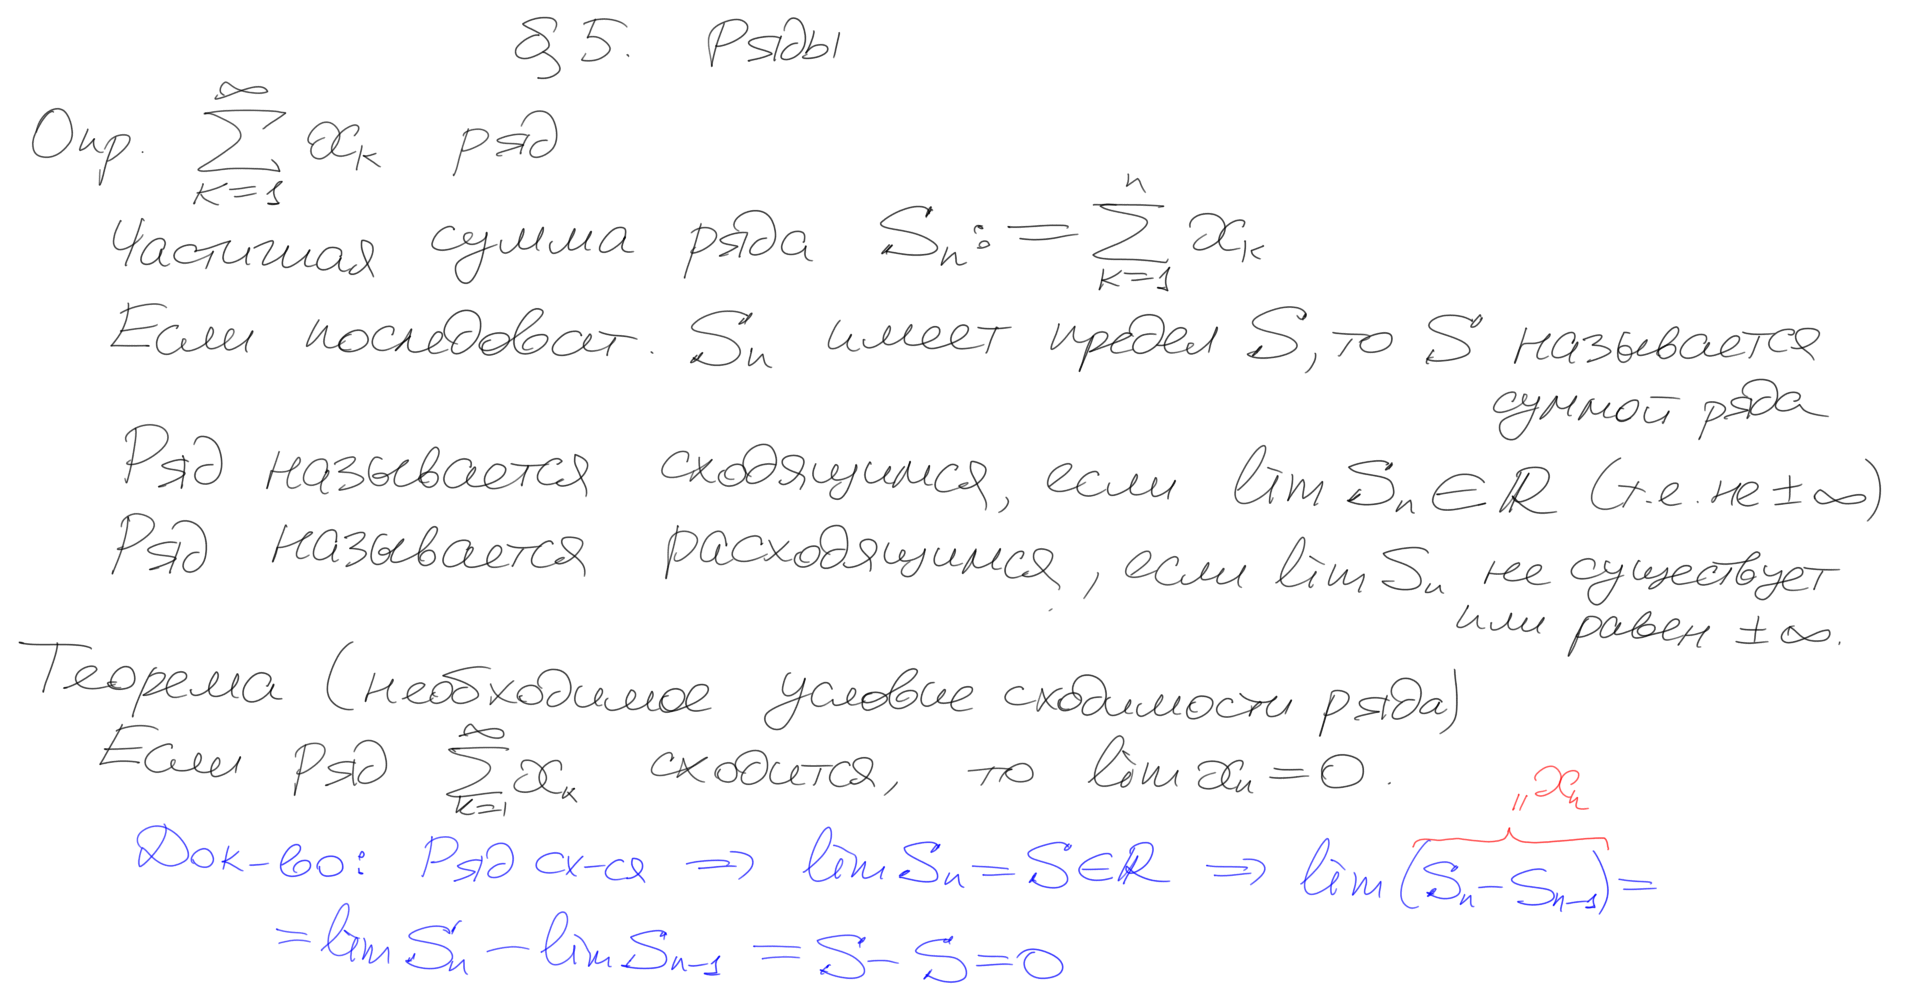 § 5. Ряды
Опр. $\sum_{k=1}^{\infty} x_k$ ряд
Частичная сумма ряда $S_n := \sum_{k=1}^{n} x_k$
Если последоват. $S_n$ имеет предел $S$, то $S$ называется
суммой ряда
Ряд называется сходящимся, если $\lim S_n \in \mathbb{R}$ (т.е. не $\pm \infty$)
Ряд называется расходящимся, если $\lim S_n$ не существует
или равен $\pm \infty$.
Теорема (необходимое условие сходимости ряда)
Если ряд $\sum_{k=1}^{\infty} x_k$ сходится, то $\lim x_n = 0$.
Док-во: Ряд сх-ся $\Rightarrow \lim S_n = S \in \mathbb{R} \Rightarrow \lim (\overbrace{S_n - S_{n-1}}^{= x_n}) =$
$= \lim S_n - \lim S_{n-1} = S - S = 0$